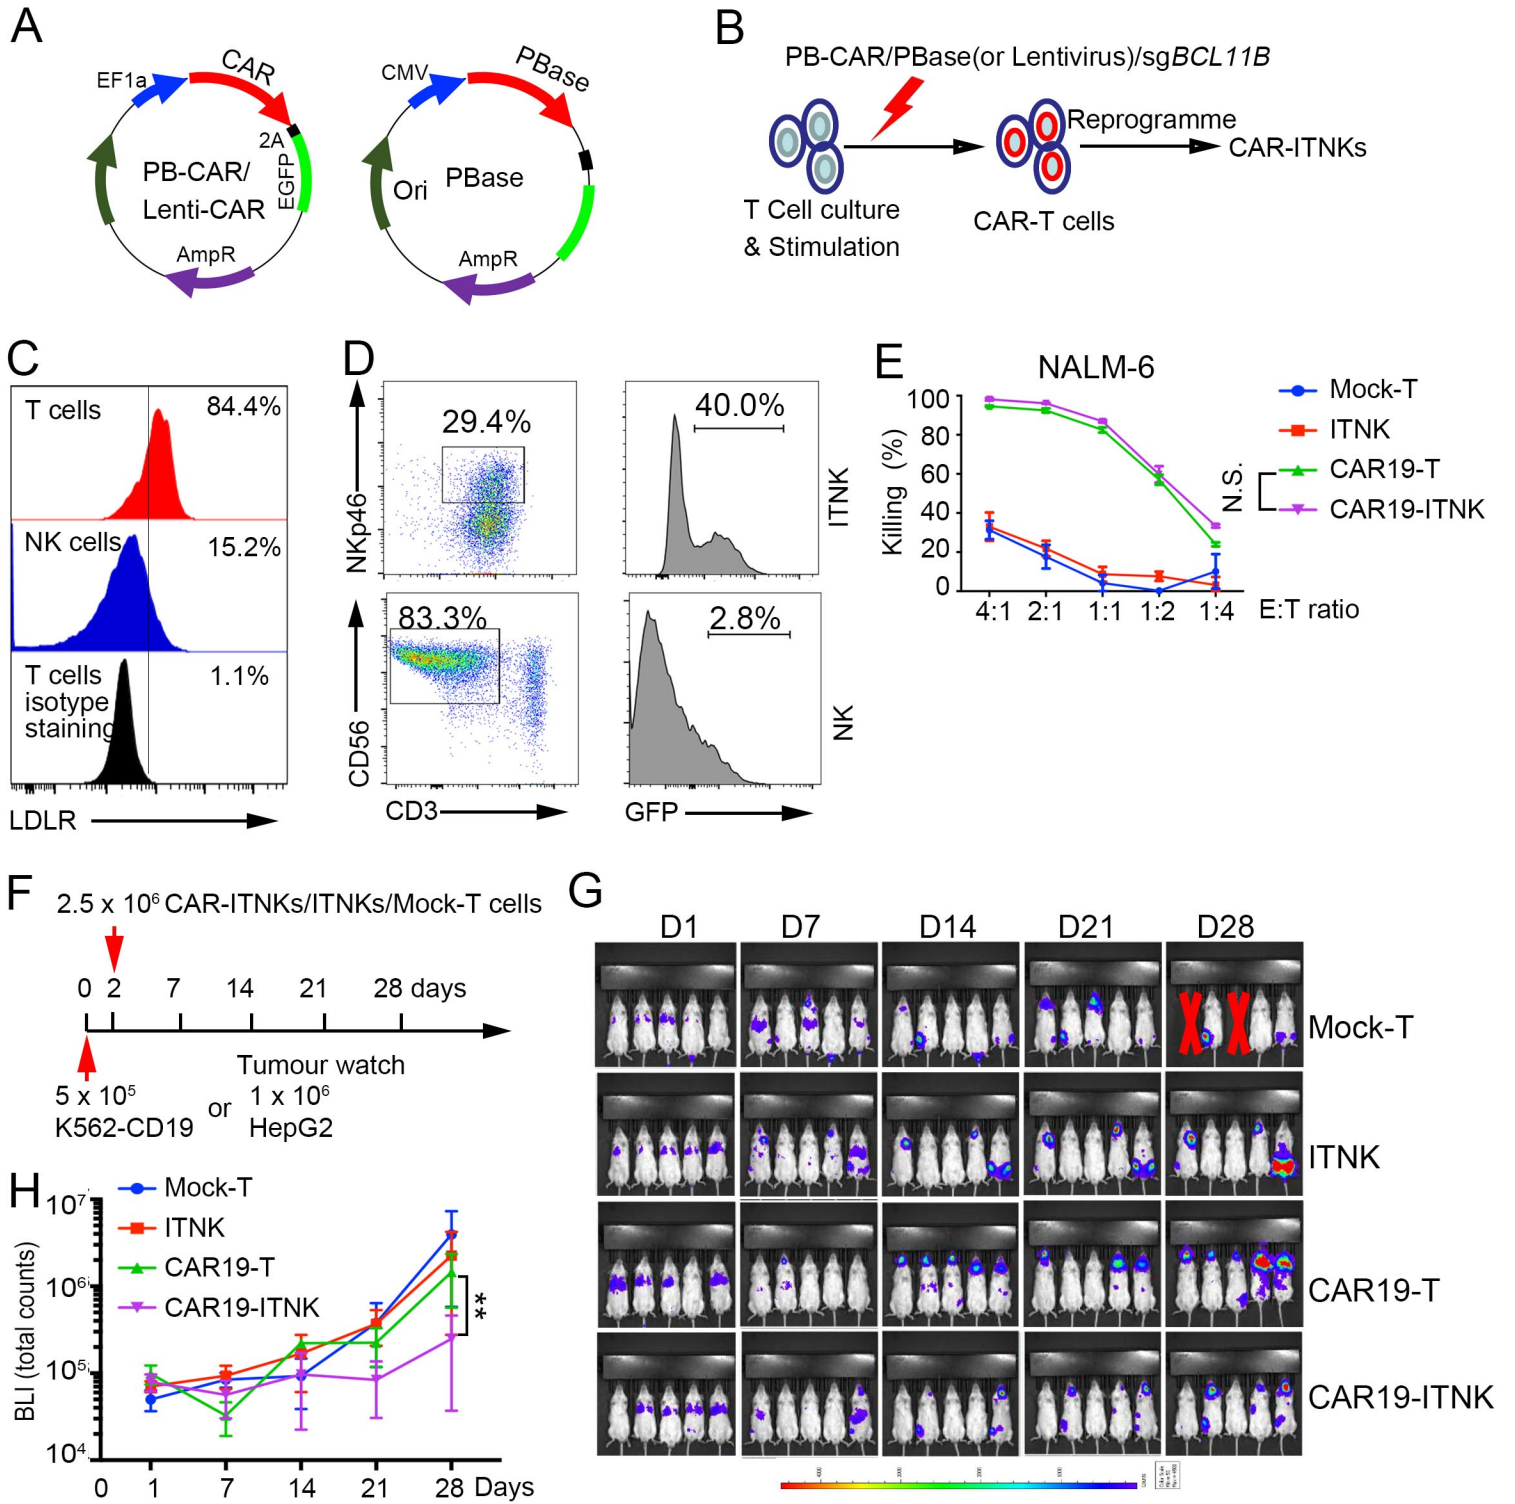 A
EF1a
CAR
2A
EGFP
PB-CAR/
Lenti-CAR
AmpR
CMV
PBase
Ori
PBase
AmpR
B
PB-CAR/PBase(or Lentivirus)/sgBCL11B
Reprogramme
CAR-ITNKs
T Cell culture
& Stimulation
CAR-T cells
C
T cells
84.4%
NK cells
15.2%
T cells
isotype
staining
1.1%
LDLR
D
NKp46
29.4%
40.0%
ITNK
CD56
83.3%
2.8%
NK
CD3
GFP
E
NALM-6
Killing (%)
100
80
60
40
20
0
4:1 2:1 1:1 1:2 1:4
E:T ratio
Mock-T
ITNK
CAR19-T
CAR19-ITNK
N.S.
F
2.5 x 10⁶ CAR-ITNKs/ITNKs/Mock-T cells
0 2 7 14 21 28 days
Tumour watch
5 x 10⁵
K562-CD19
or
1 x 10⁶
HepG2
G
D1 D7 D14 D21 D28
Mock-T
ITNK
CAR19-T
CAR19-ITNK
H
BLI (total counts)
10⁷
10⁶
10⁵
10⁴
Mock-T
ITNK
CAR19-T
CAR19-ITNK
**
0 1 7 14 21 28 Days